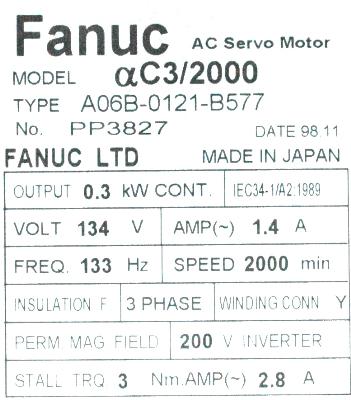 Fanuc AC Servo Motor
MODEL αC3/2000
TYPE A06B-0121-B577
No. PP3827 DATE 98.11
FANUC LTD MADE IN JAPAN
OUTPUT 0.3 kW CONT. IEC34-1/A2:1989
VOLT 134 V AMP(~) 1.4 A
FREQ. 133 Hz SPEED 2000 min
INSULATION F 3 PHASE WINDING CONN Y
PERM MAG FIELD 200 V INVERTER
STALL TRQ 3 Nm.AMP(~) 2.8 A